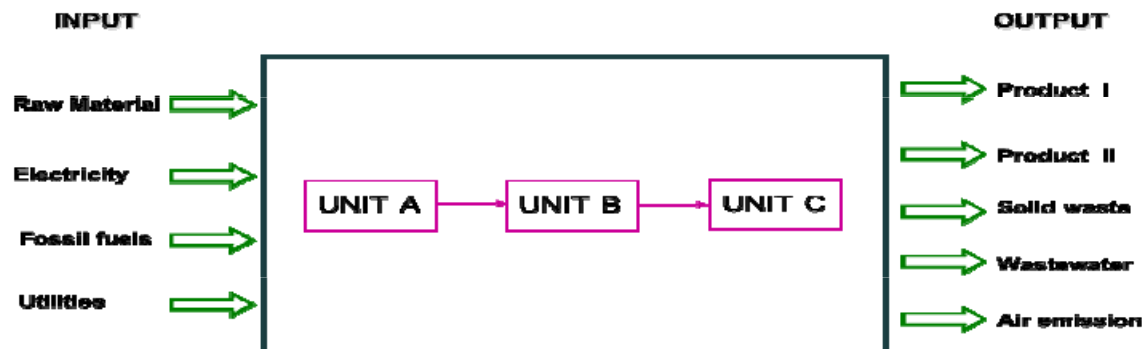 INPUT
OUTPUT
Raw Material
Electricity
Fossil fuels
Utilities
UNIT A
UNIT B
UNIT C
Product I
Product II
Solid waste
Wastewater
Air emission